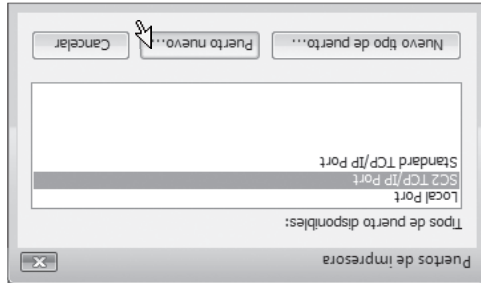 Puertos de impresora
Tipos de puerto disponibles:
Local Port
SC2 TCP/IP Port
Standard TCP/IP Port
Nuevo tipo de puerto... Puerto nuevo... Cancelar